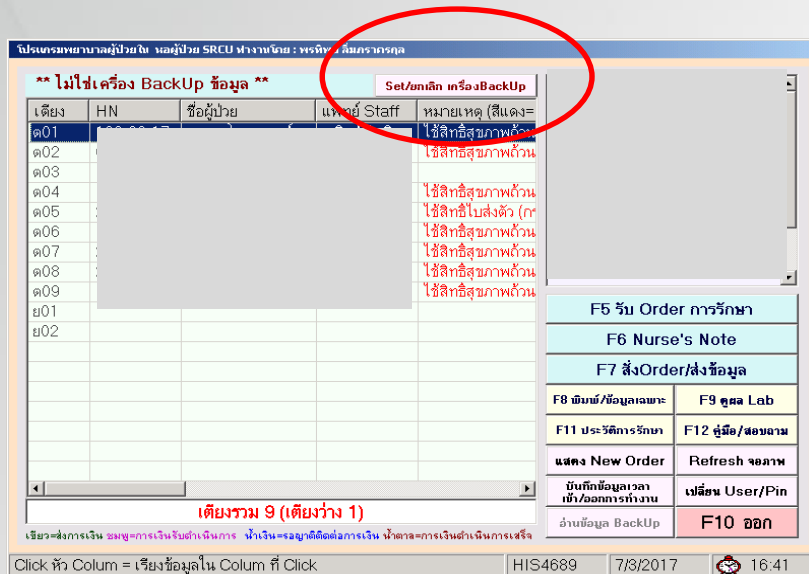 โปรแกรมพยาบาลผู้ป่วยใน หอผู้ป่วย SRCU ทำงานโดย :
** ไม่ใช่เครื่อง BackUp ข้อมูล **
Set/ยกเลิก เครื่องBackUp
เตียง HN ชื่อผู้ป่วย แพทย์ Staff หมายเหตุ (สีแดง=
ด01 ใช้สิทธิ์สุขภาพถ้วน
ด02 ใช้สิทธิ์สุขภาพถ้วน
ด03
ด04 ใช้สิทธิ์สุขภาพถ้วน
ด05 ใช้สิทธิ์ใบส่งตัว (กร
ด06 ใช้สิทธิ์สุขภาพถ้วน
ด07 ใช้สิทธิ์สุขภาพถ้วน
ด08 ใช้สิทธิ์สุขภาพถ้วน
ด09 ใช้สิทธิ์สุขภาพถ้วน
ย01
ย02
เตียงรวม 9 (เตียงว่าง 1)
เขียว=ส่งการเงิน ชมพู=การเงินรับดำเนินการ น้ำเงิน=รอญาติติดต่อการเงิน น้ำตาล=การเงินดำเนินการเสร็จ
F5 รับ Order การรักษา
F6 Nurse's Note
F7 สั่งOrder/ส่งข้อมูล
F8 พิมพ์/ข้อมูลเฉพาะ F9 ดูผล Lab
F11 ประวัติการรักษา F12 คู่มือ/สอบถาม
แสดง New Order Refresh จอภาพ
บันทึกข้อมูลเวลา
เข้า/ออกการทำงาน
เปลี่ยน User/Pin
อ่านข้อมูล BackUp F10 ออก
Click หัว Colum = เรียงข้อมูลใน Colum ที่ Click HIS4689 7/3/2017 16:41